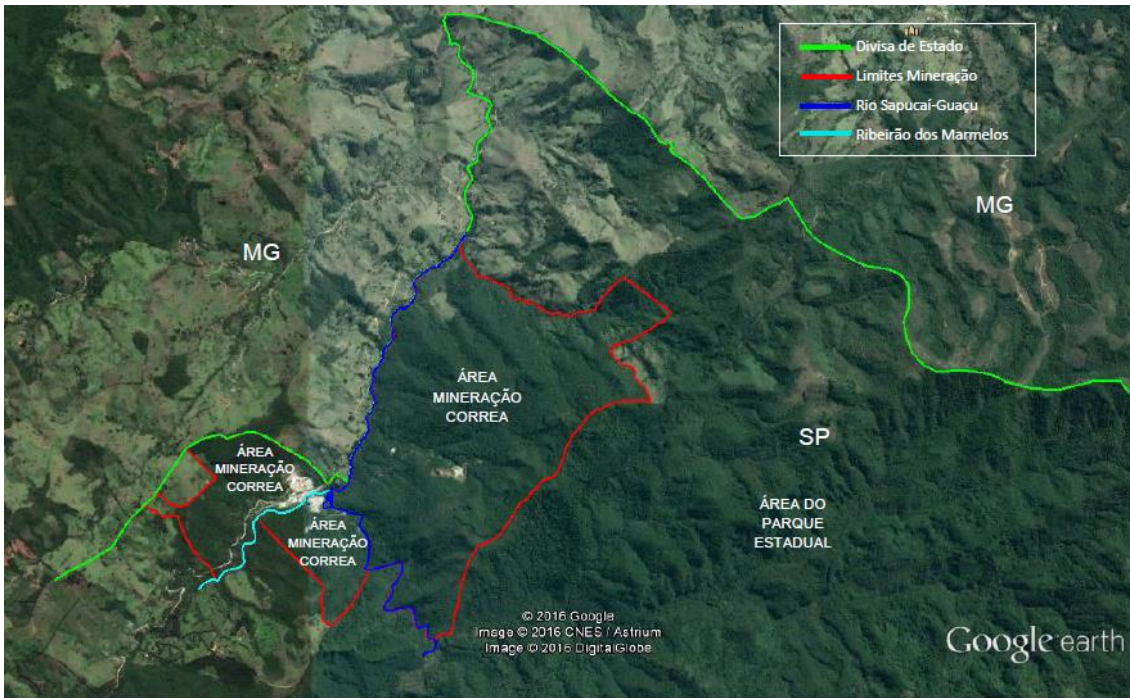 Divisa de Estado
Limites Mineração
Rio Sapucaí-Guaçu
Ribeirão dos Marmelos
MG
MG
ÁREA
MINERAÇÃO
CORREA
SP
ÁREA
MINERAÇÃO
CORREA
ÁREA DO
PARQUE
ESTADUAL
ÁREA
MINERAÇÃO
CORREA
© 2016 Google
Image © 2016 CNES / Astrium
Image © 2016 DigitalGlobe
Google earth